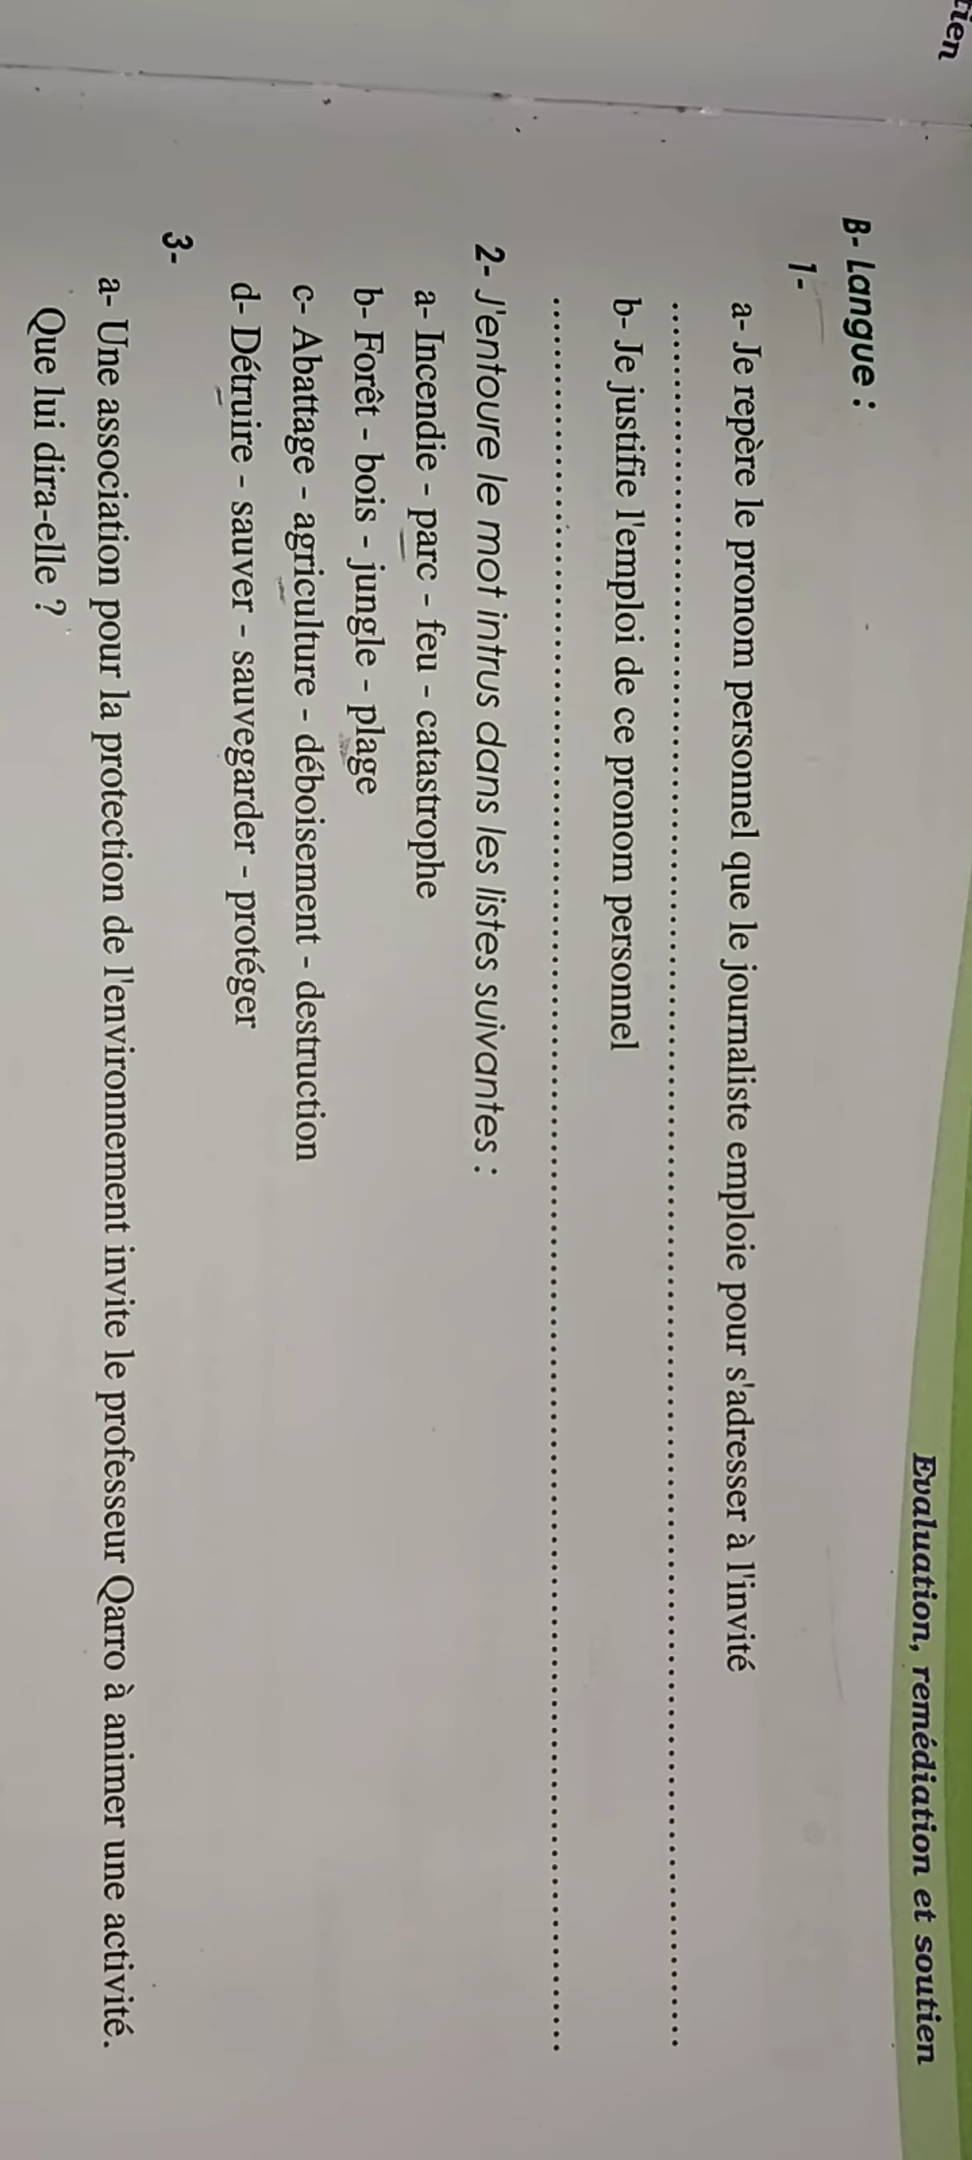 tien
Evaluation, remédiation et soutien
B- Langue :
1-
a- Je repère le pronom personnel que le journaliste emploie pour s'adresser à l'invité
............................................................................................................
b- Je justifie l'emploi de ce pronom personnel
............................................................................................................
2- J'entoure le mot intrus dans les listes suivantes :
a- Incendie - parc - feu - catastrophe
b- Forêt - bois - jungle - plage
c- Abattage - agriculture - déboisement - destruction
d- Détruire - sauver - sauvegarder - protéger
3-
a- Une association pour la protection de l'environnement invite le professeur Qarro à animer une activité.
Que lui dira-elle ?